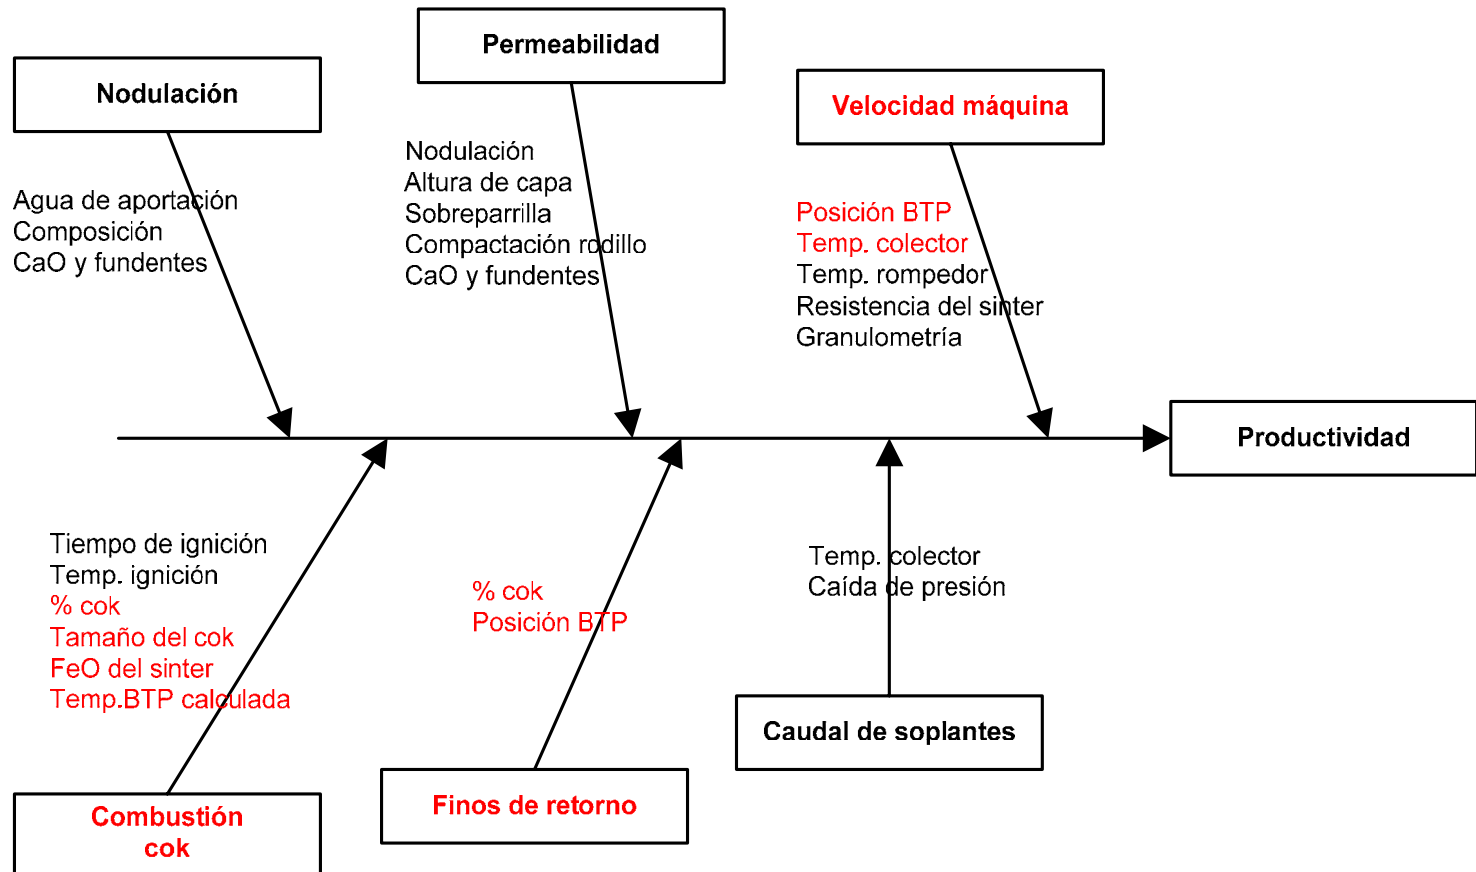 Nodulación
Permeabilidad
Velocidad máquina
Agua de aportación
Composición
CaO y fundentes
Nodulación
Altura de capa
Sobreparrilla
Compactación rodillo
CaO y fundentes
Posición BTP
Temp. colector
Temp. rompedor
Resistencia del sinter
Granulometría
Productividad
Tiempo de ignición
Temp. ignición
% cok
Tamaño del cok
FeO del sinter
Temp.BTP calculada
% cok
Posición BTP
Temp. colector
Caída de presión
Combustión
cok
Finos de retorno
Caudal de soplantes